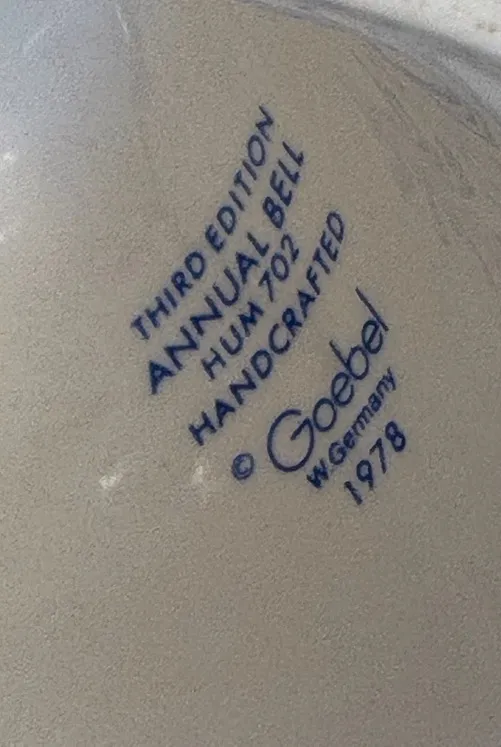 THIRD EDITION
ANNUAL BELL
HUM 702
HANDCRAFTED
© Goebel
W.Germany
1978